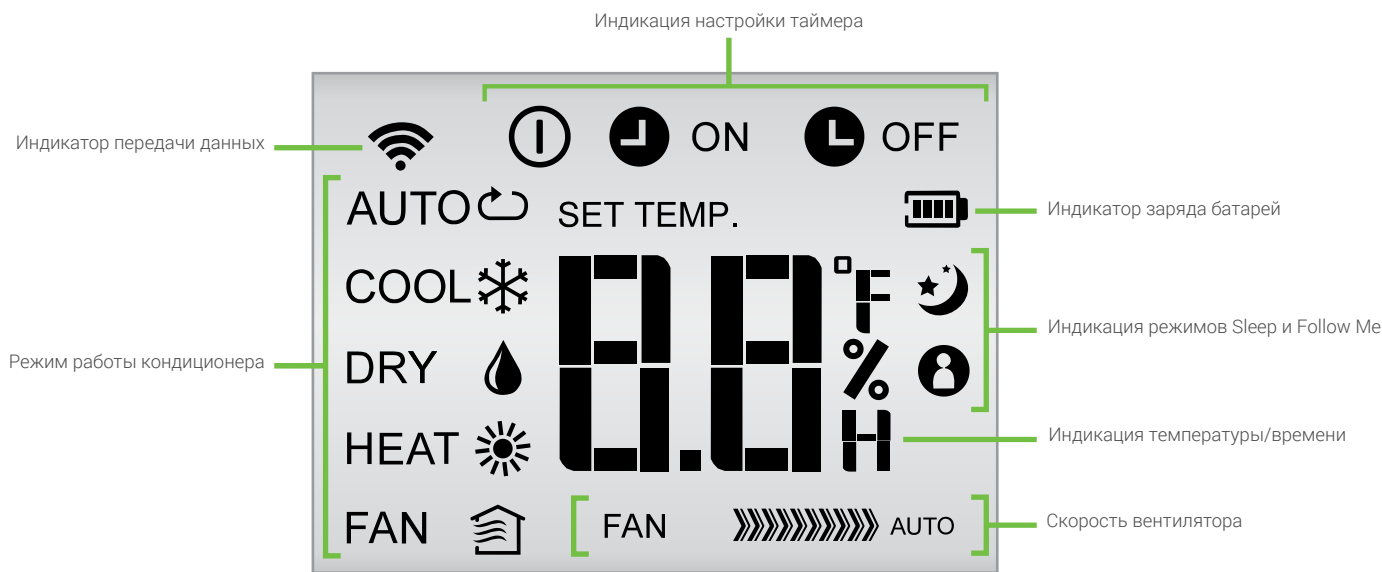 Индикация настройки таймера
Индикатор передачи данных
ON OFF
AUTO SET TEMP.
Индикатор заряда батарей
COOL
8.8 °F
Индикация режимов Sleep и Follow Me
Режим работы кондиционера
DRY %
HEAT H
Индикация температуры/времени
FAN FAN AUTO
Скорость вентилятора